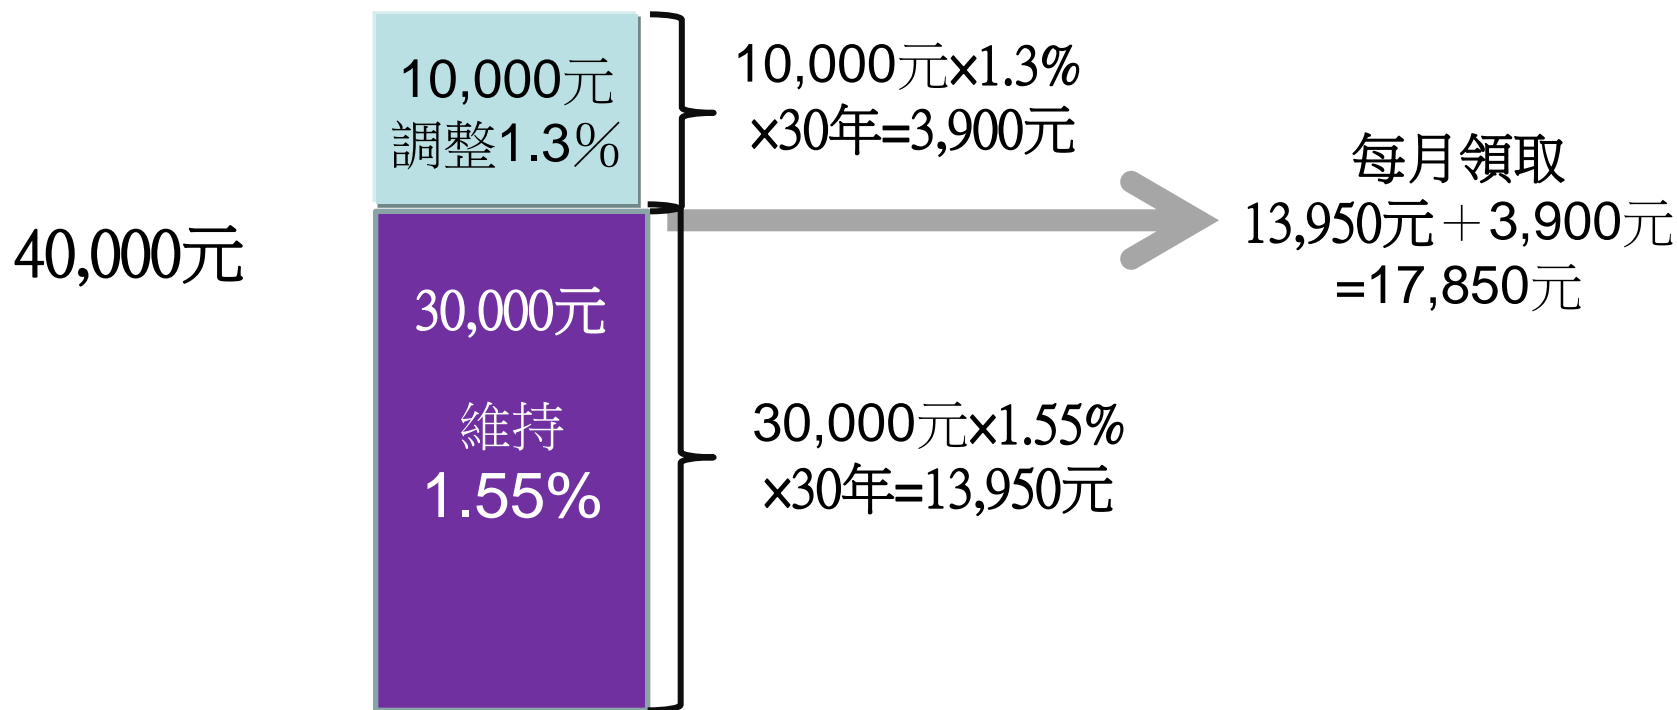 40,000元
10,000元
調整1.3％
30,000元
維持
1.55%
10,000元×1.3%
×30年=3,900元
30,000元×1.55%
×30年=13,950元
每月領取
13,950元＋3,900元
=17,850元